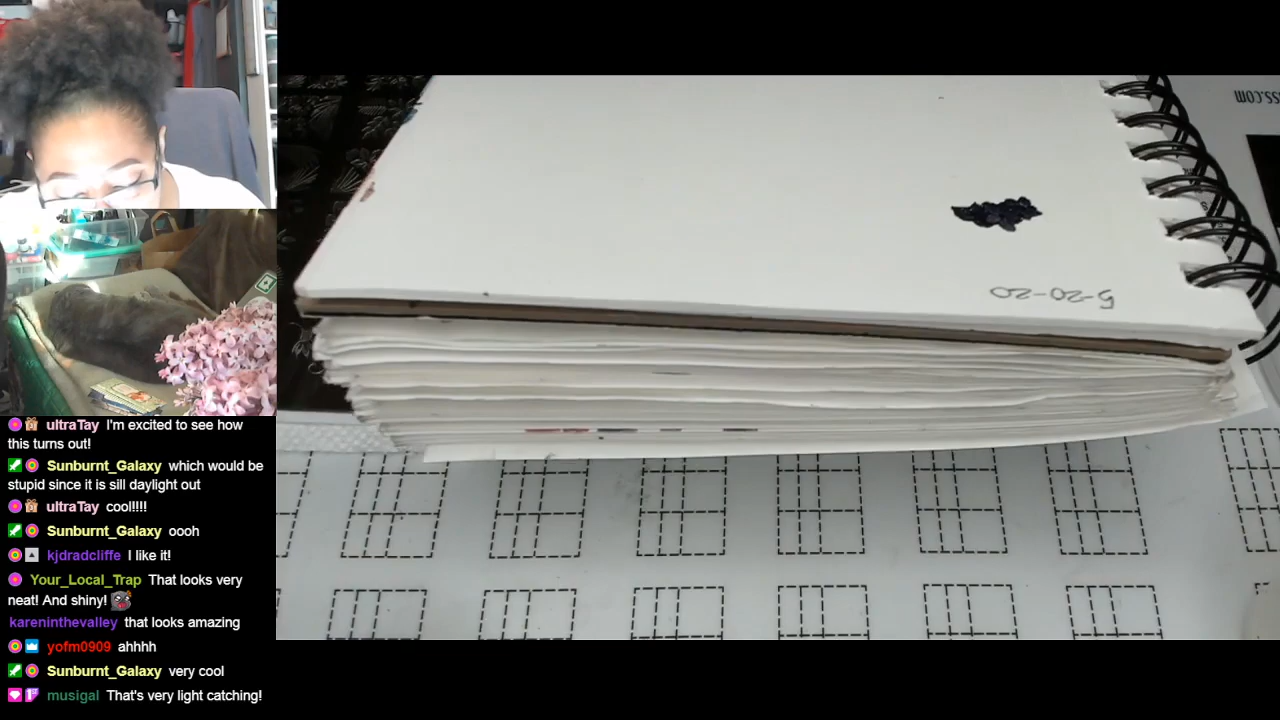 ultraTay I'm excited to see how
this turns out!
Sunburnt_Galaxy which would be
stupid since it is sill daylight out
ultraTay cool!!!!
Sunburnt_Galaxy oooh
kjdradcliffe I like it!
Your_Local_Trap That looks very
neat! And shiny!
kareninthevalley that looks amazing
yofm0909 ahhhh
Sunburnt_Galaxy very cool
musigal That's very light catching!
SS.COM
5-20-20